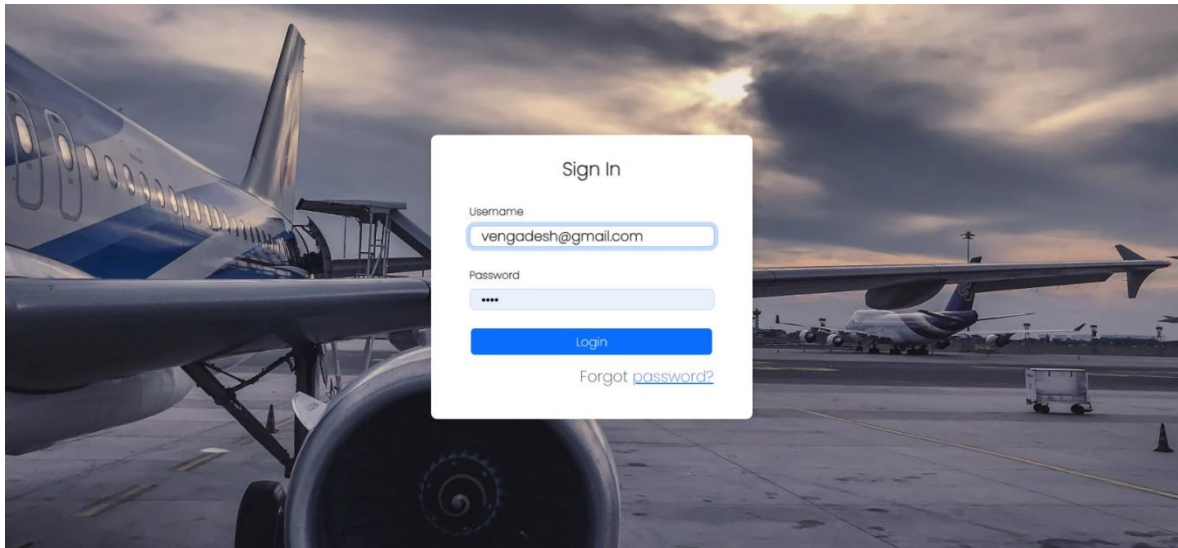 Sign In
Username
vengadesh@gmail.com
Password
••••
Login
Forgot password?